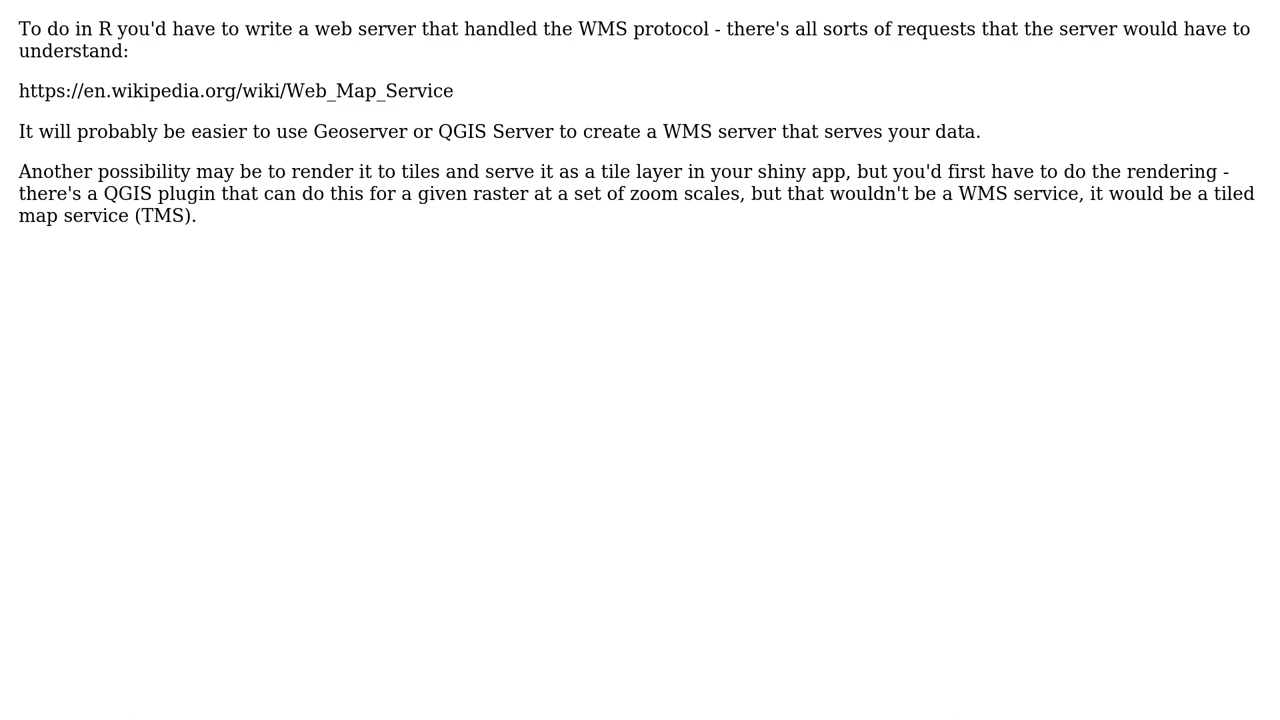 To do in R you'd have to write a web server that handled the WMS protocol - there's all sorts of requests that the server would have to
understand:
https://en.wikipedia.org/wiki/Web_Map_Service
It will probably be easier to use Geoserver or QGIS Server to create a WMS server that serves your data.
Another possibility may be to render it to tiles and serve it as a tile layer in your shiny app, but you'd first have to do the rendering -
there's a QGIS plugin that can do this for a given raster at a set of zoom scales, but that wouldn't be a WMS service, it would be a tiled
map service (TMS).